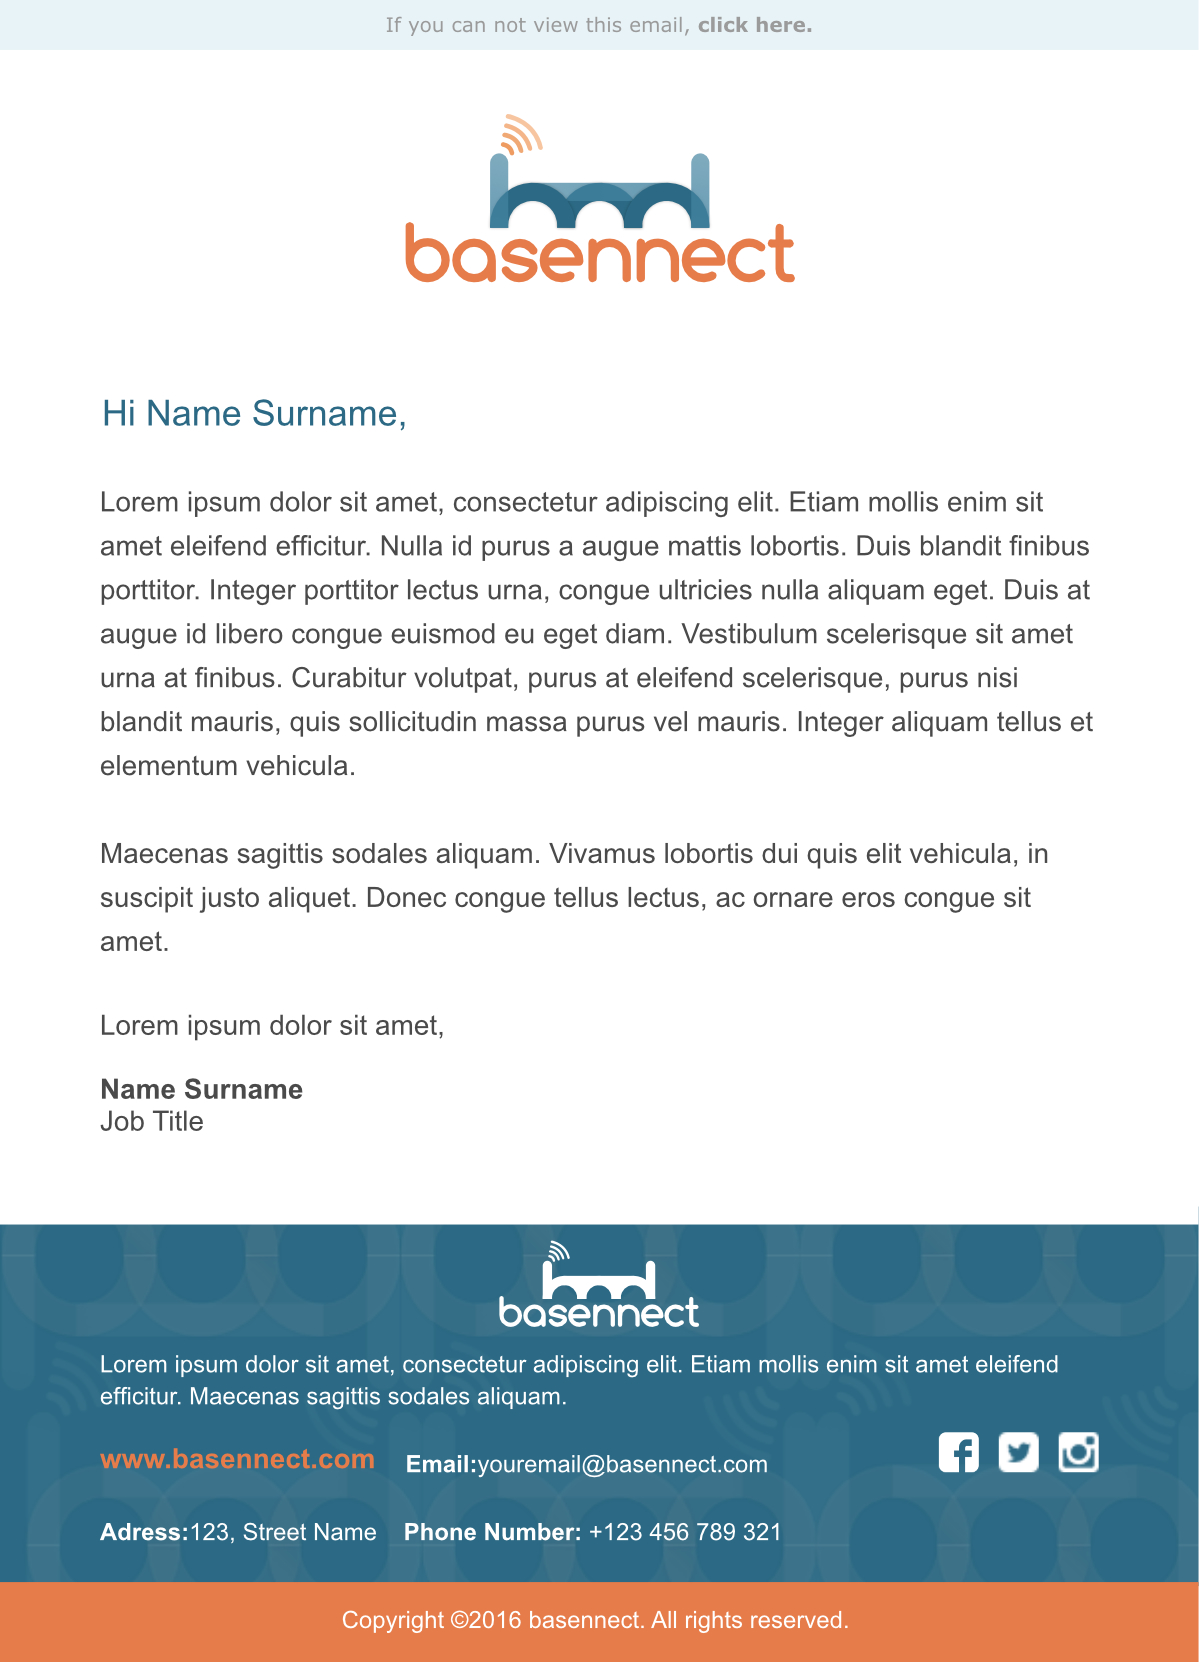 If you can not view this email, click here.
basennect
Hi Name Surname,
Lorem ipsum dolor sit amet, consectetur adipiscing elit. Etiam mollis enim sit
amet eleifend efficitur. Nulla id purus a augue mattis lobortis. Duis blandit finibus
porttitor. Integer porttitor lectus urna, congue ultricies nulla aliquam eget. Duis at
augue id libero congue euismod eu eget diam. Vestibulum scelerisque sit amet
urna at finibus. Curabitur volutpat, purus at eleifend scelerisque, purus nisi
blandit mauris, quis sollicitudin massa purus vel mauris. Integer aliquam tellus et
elementum vehicula.
Maecenas sagittis sodales aliquam. Vivamus lobortis dui quis elit vehicula, in
suscipit justo aliquet. Donec congue tellus lectus, ac ornare eros congue sit
amet.
Lorem ipsum dolor sit amet,
Name Surname
Job Title
basennect
Lorem ipsum dolor sit amet, consectetur adipiscing elit. Etiam mollis enim sit amet eleifend
efficitur. Maecenas sagittis sodales aliquam.
www.basennect.com Email:youremail@basennect.com
Adress:123, Street Name Phone Number: +123 456 789 321
Copyright ©2016 basennect. All rights reserved.